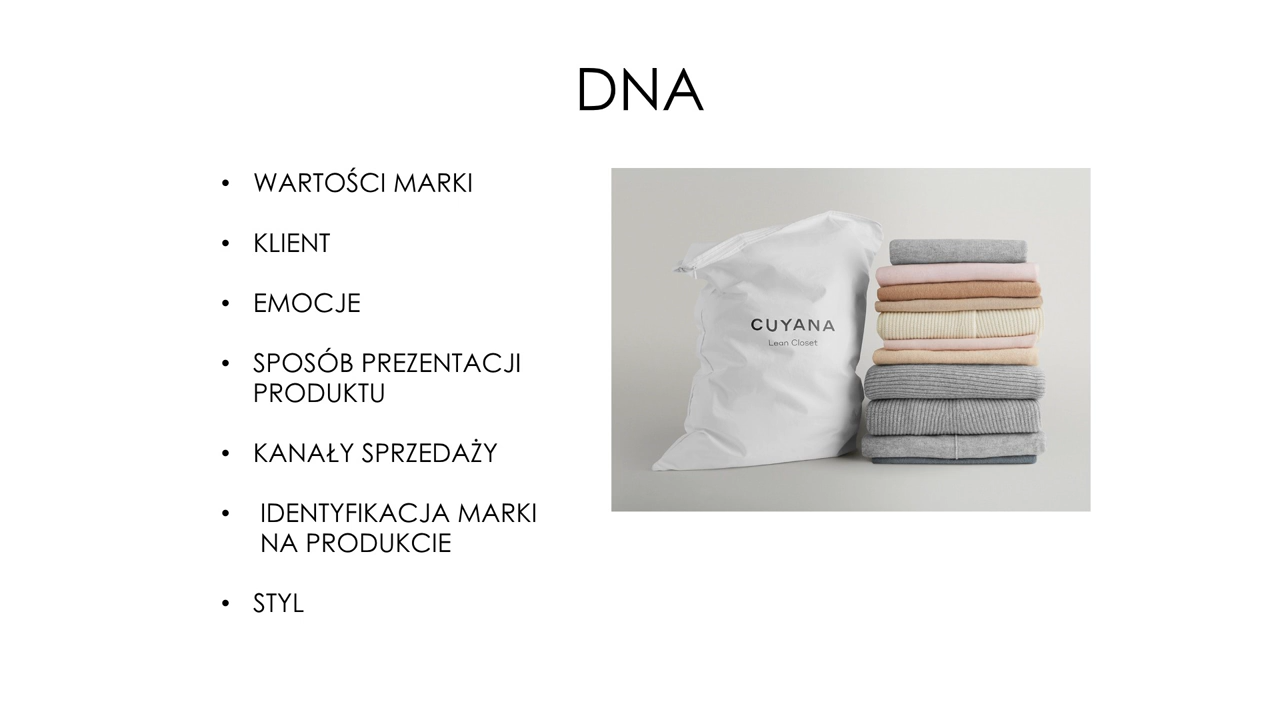 DNA
• WARTOŚCI MARKI
• KLIENT
• EMOCJE
• SPOSÓB PREZENTACJI
PRODUKTU
• KANAŁY SPRZEDAŻY
• IDENTYFIKACJA MARKI
NA PRODUKCIE
• STYL
CUYANA
Lean Closet